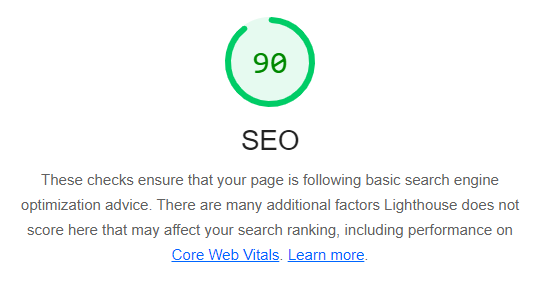 90
SEO
These checks ensure that your page is following basic search engine
optimization advice. There are many additional factors Lighthouse does not
score here that may affect your search ranking, including performance on
Core Web Vitals. Learn more.